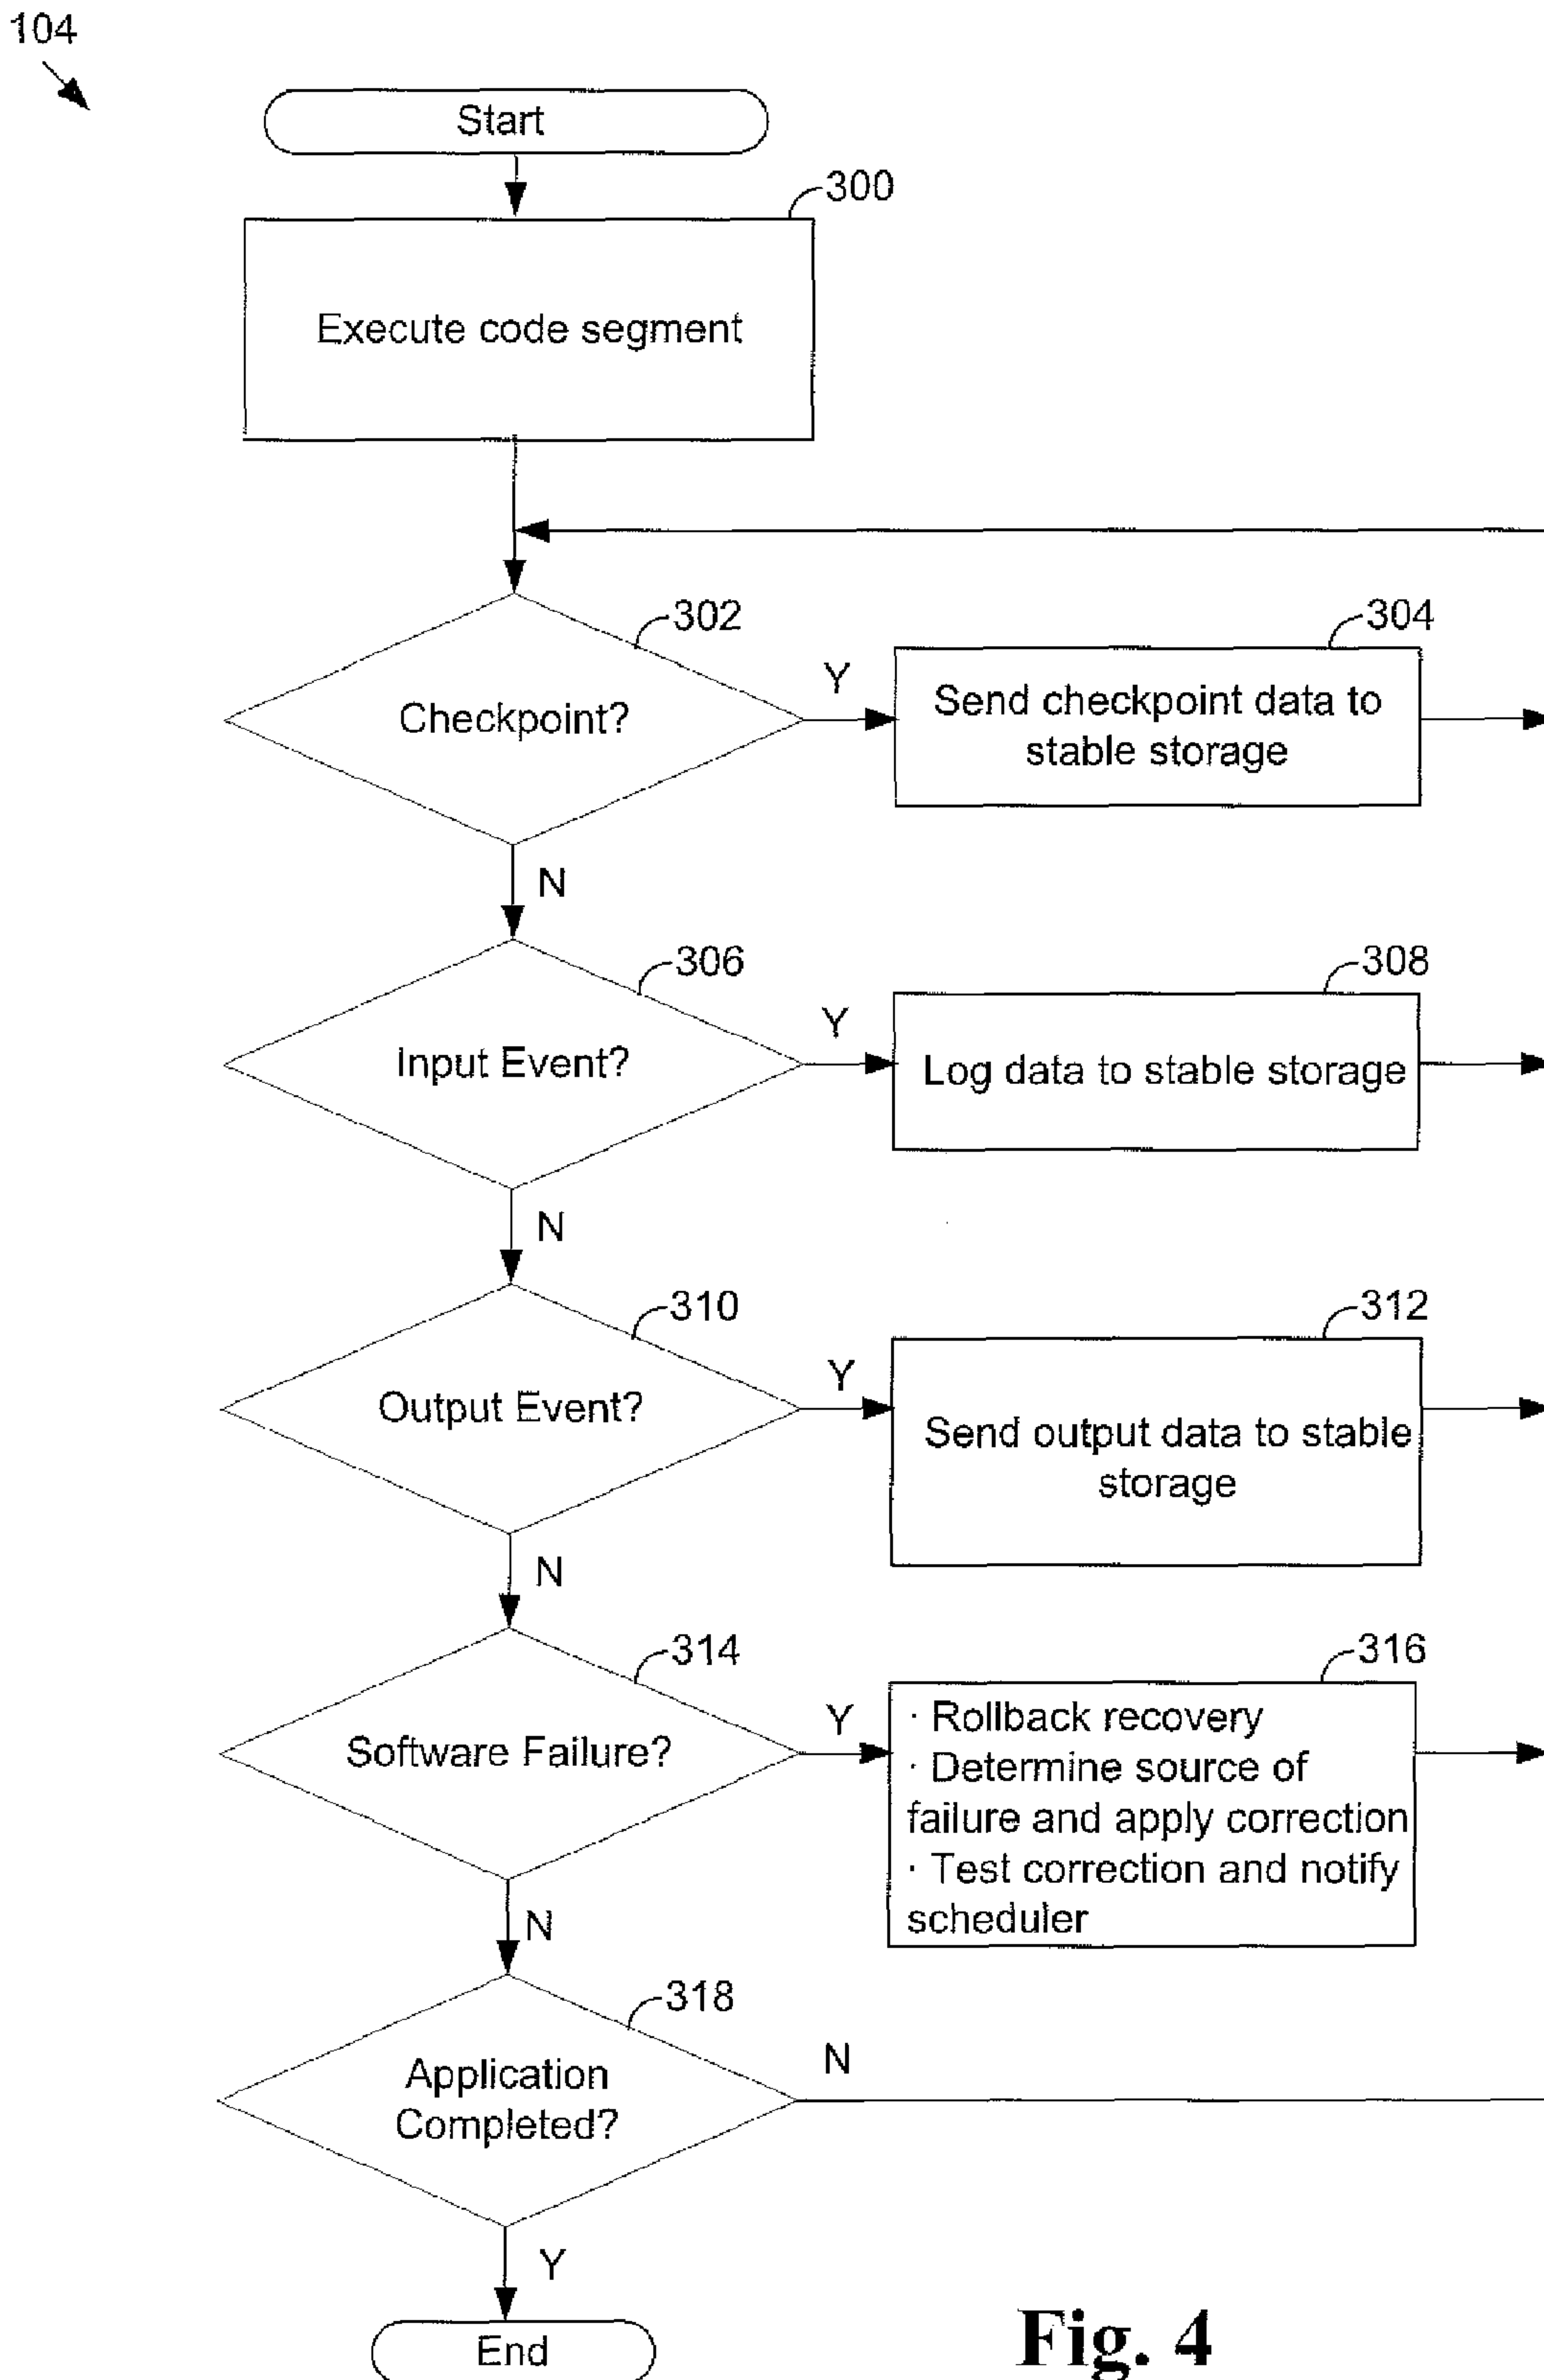 104
Start
300
Execute code segment
302
304
Checkpoint?
Y
Send checkpoint data to
stable storage
N
306
308
Input Event?
Y
Log data to stable storage
N
310
312
Output Event?
Y
Send output data to stable
storage
N
314
316
Software Failure?
Y
· Rollback recovery
· Determine source of
failure and apply correction
· Test correction and notify
scheduler
N
318
Application
Completed?
N
Y
End
Fig. 4